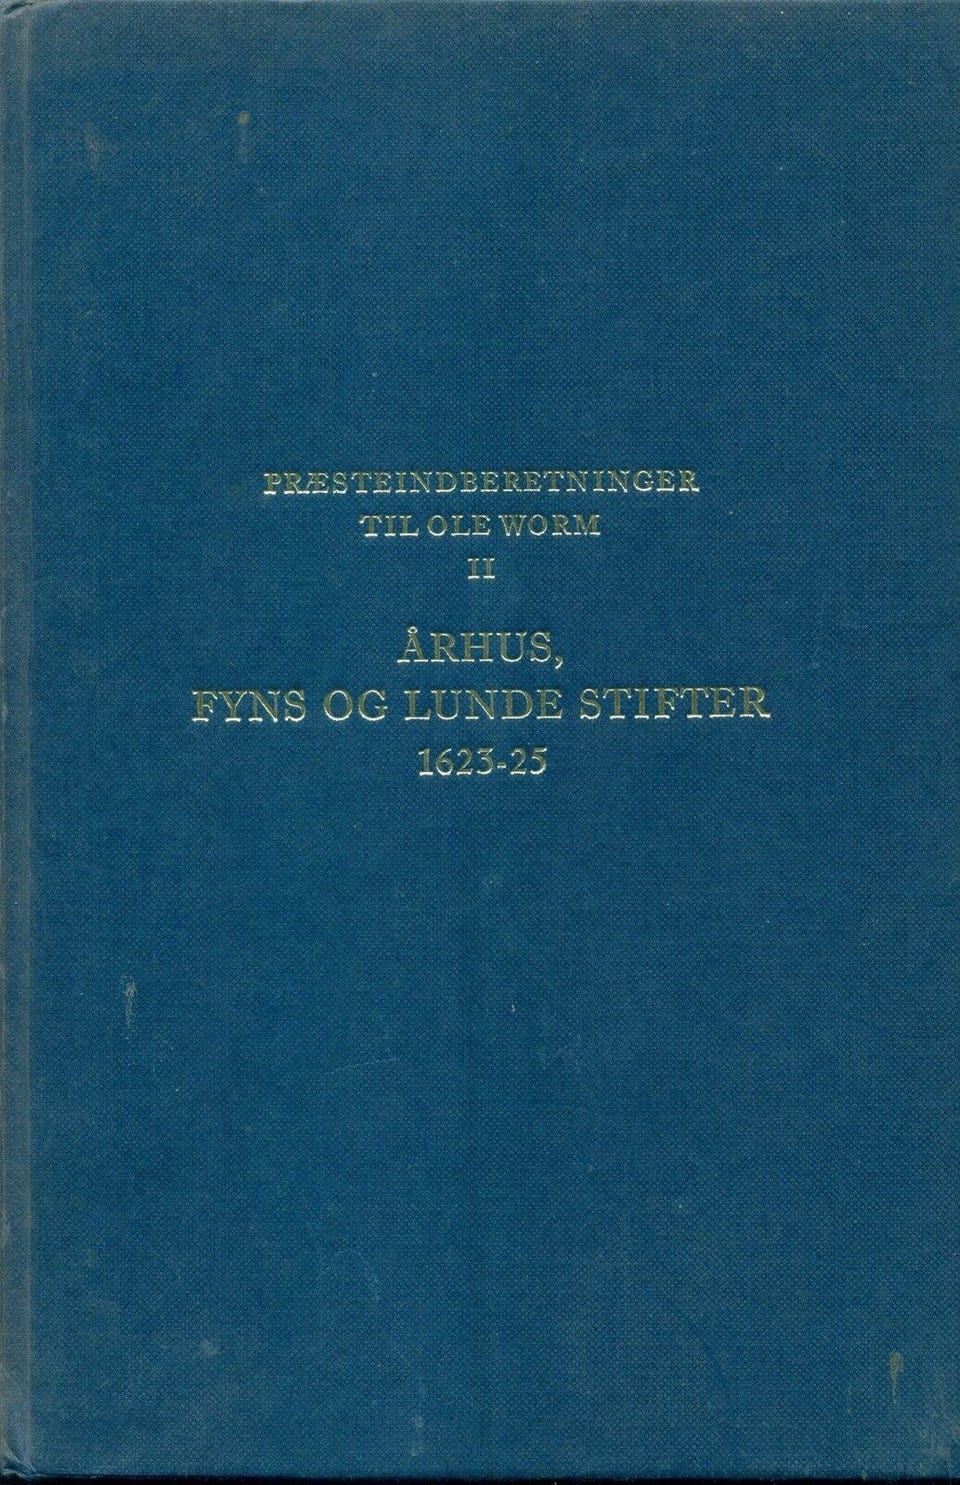 PRÆSTEINDBERETNINGER
TIL OLE WORM
II
ÅRHUS,
FYNS OG LUNDE STIFTER
1623-25